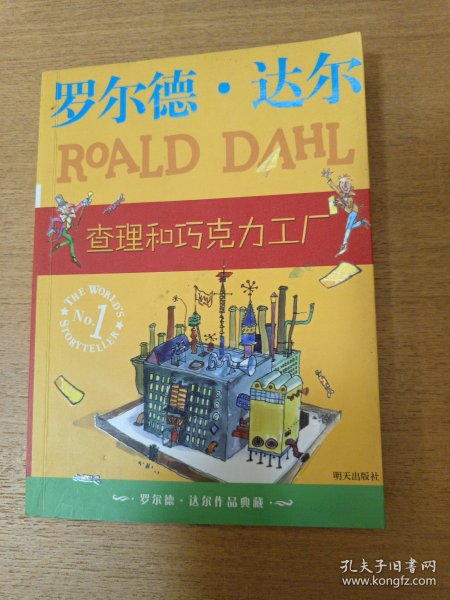 罗尔德·达尔
ROALD DAHL
查理和巧克力工厂
THE WORLD'S
No.1
STORYTELLER
明天出版社
罗尔德·达尔作品典藏
孔夫子旧书网
www.kongfz.com